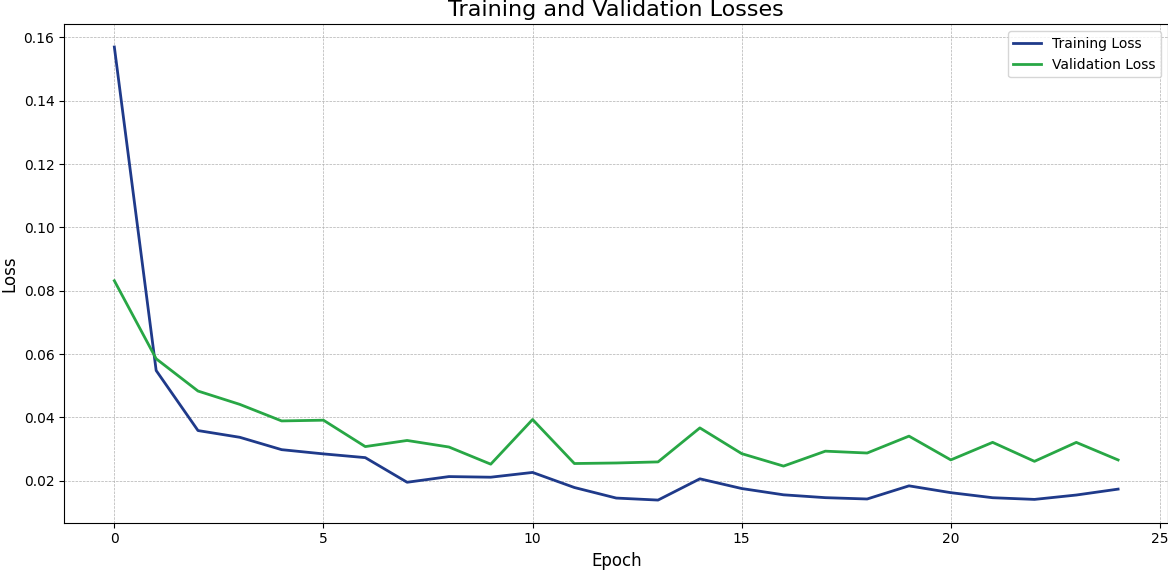 Training and Validation Losses
0.16
0.14
0.12
0.10
0.08
0.06
0.04
0.02
Loss
Training Loss
Validation Loss
0 5 10 15 20 25
Epoch